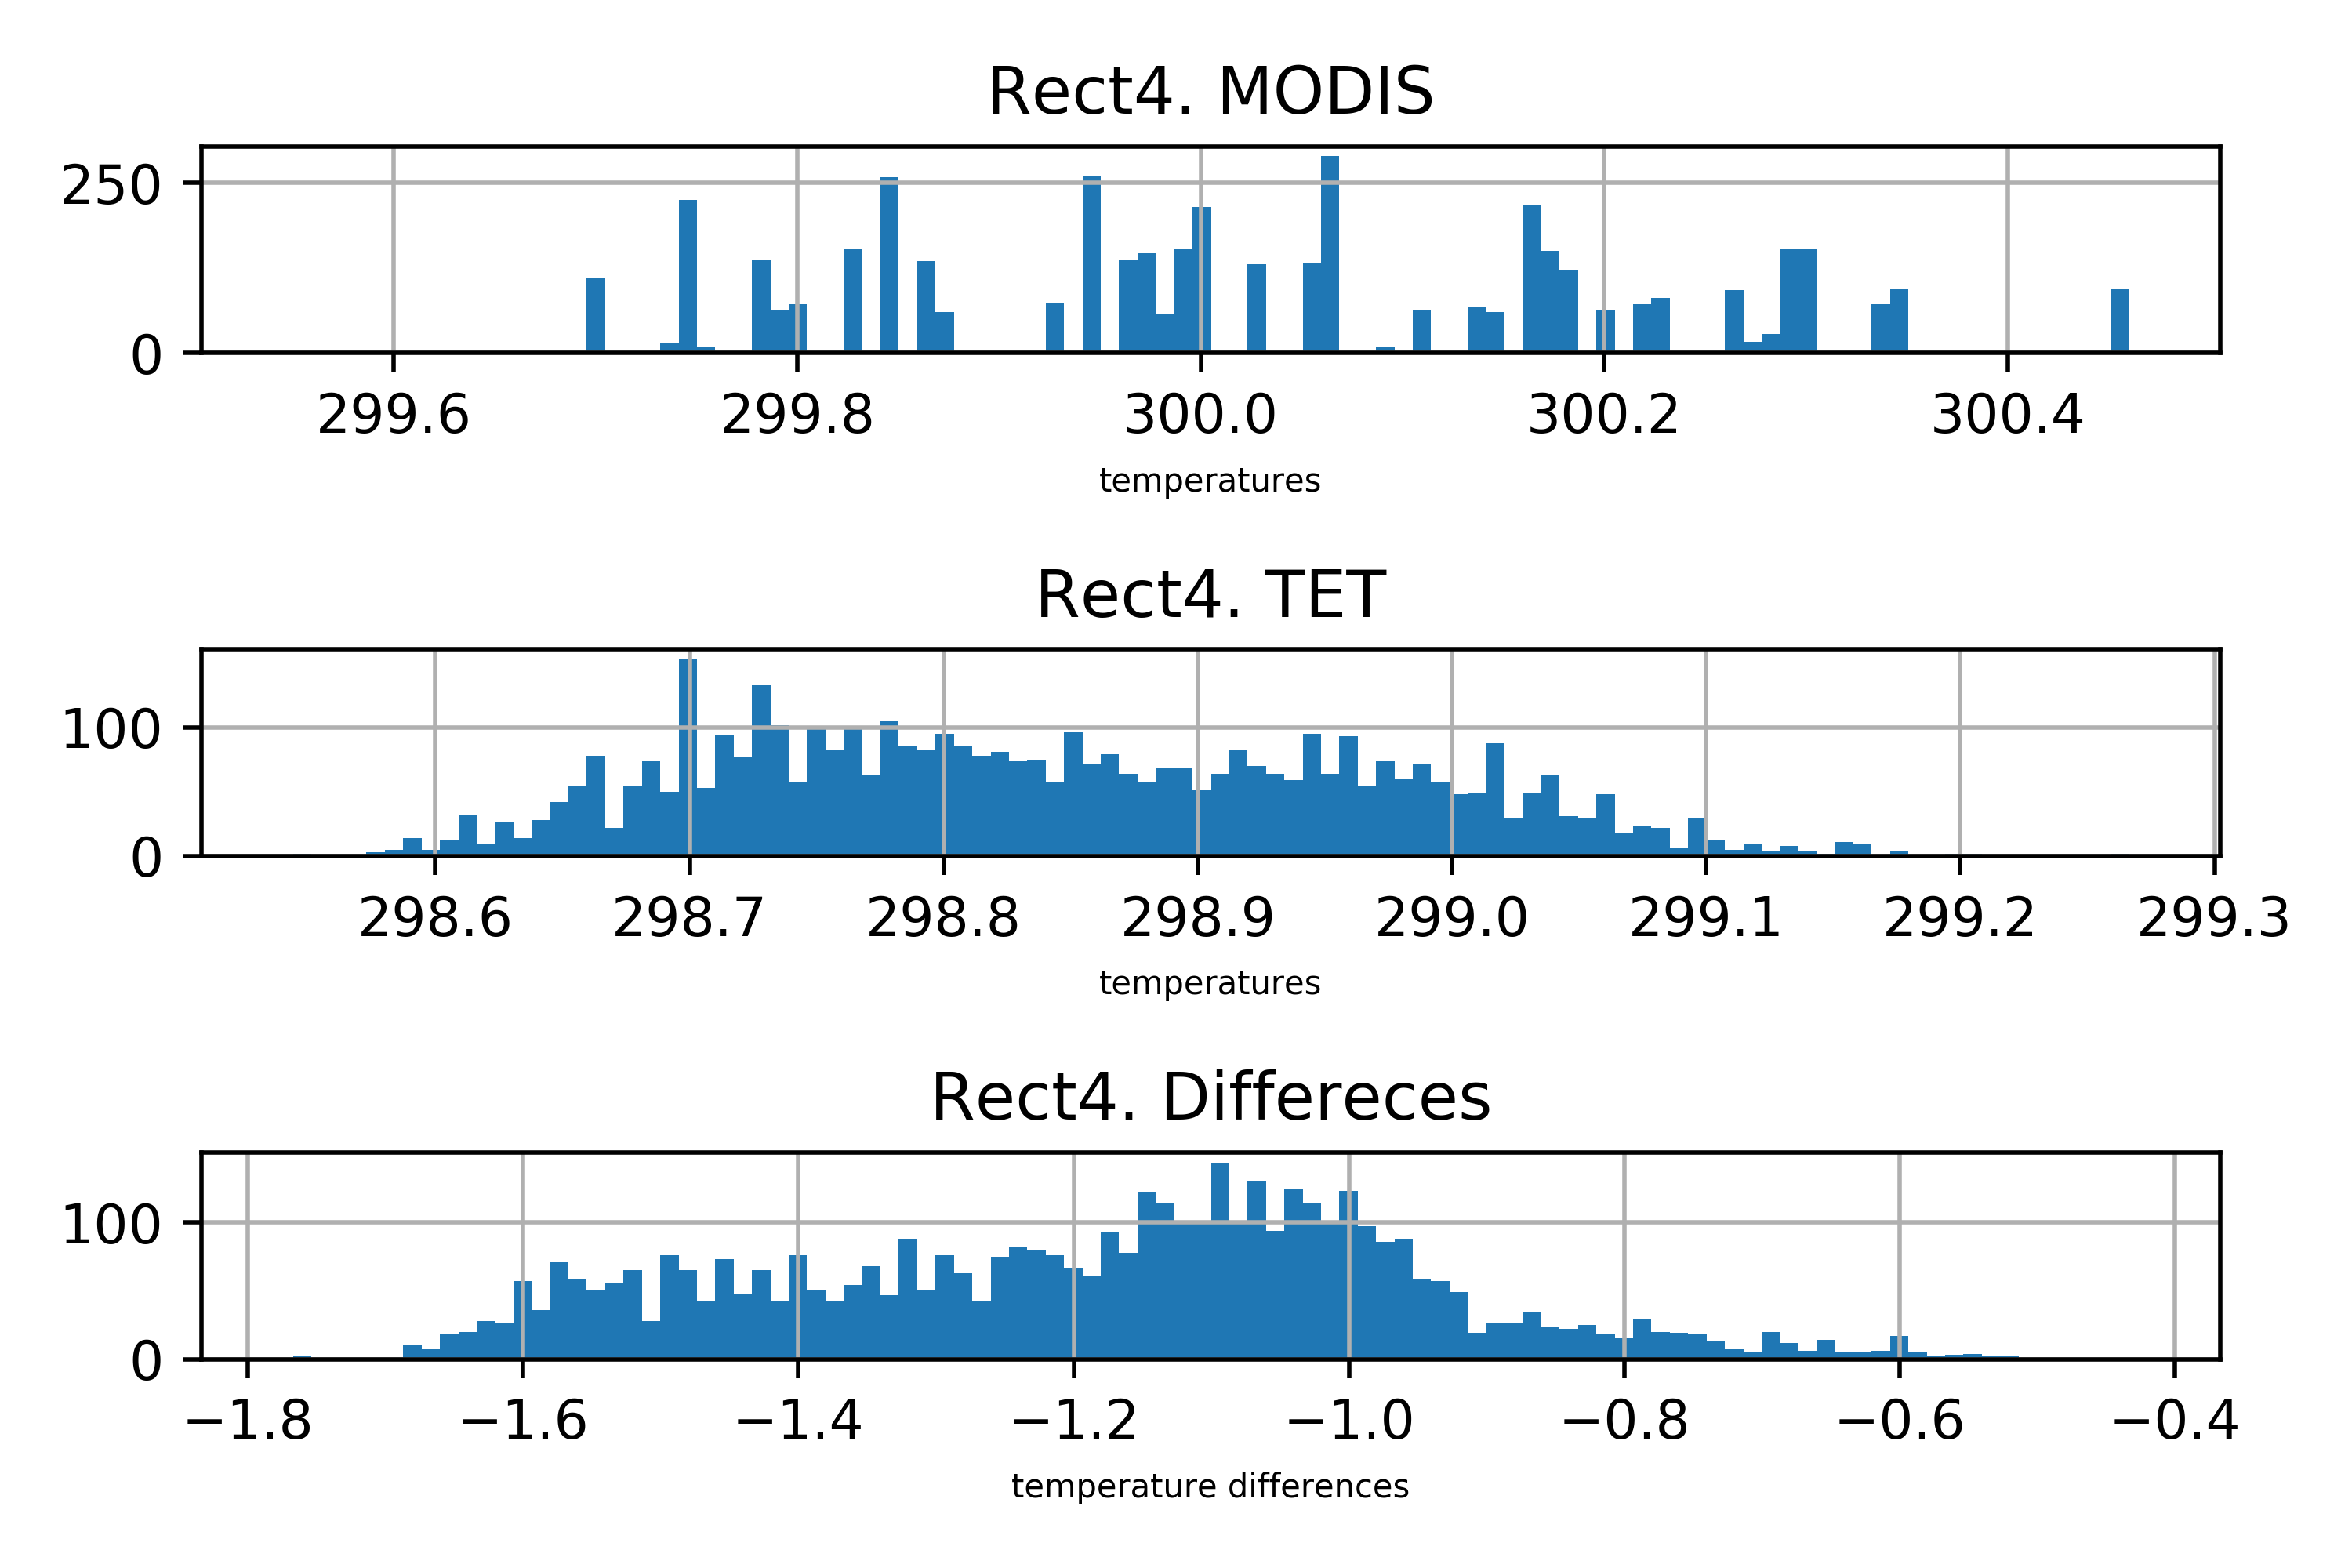 Rect4. MODIS
250
0
299.6 299.8 300.0 300.2 300.4
temperatures
Rect4. TET
100
0
298.6 298.7 298.8 298.9 299.0 299.1 299.2 299.3
temperatures
Rect4. Differeces
100
0
−1.8 −1.6 −1.4 −1.2 −1.0 −0.8 −0.6 −0.4
temperature differences